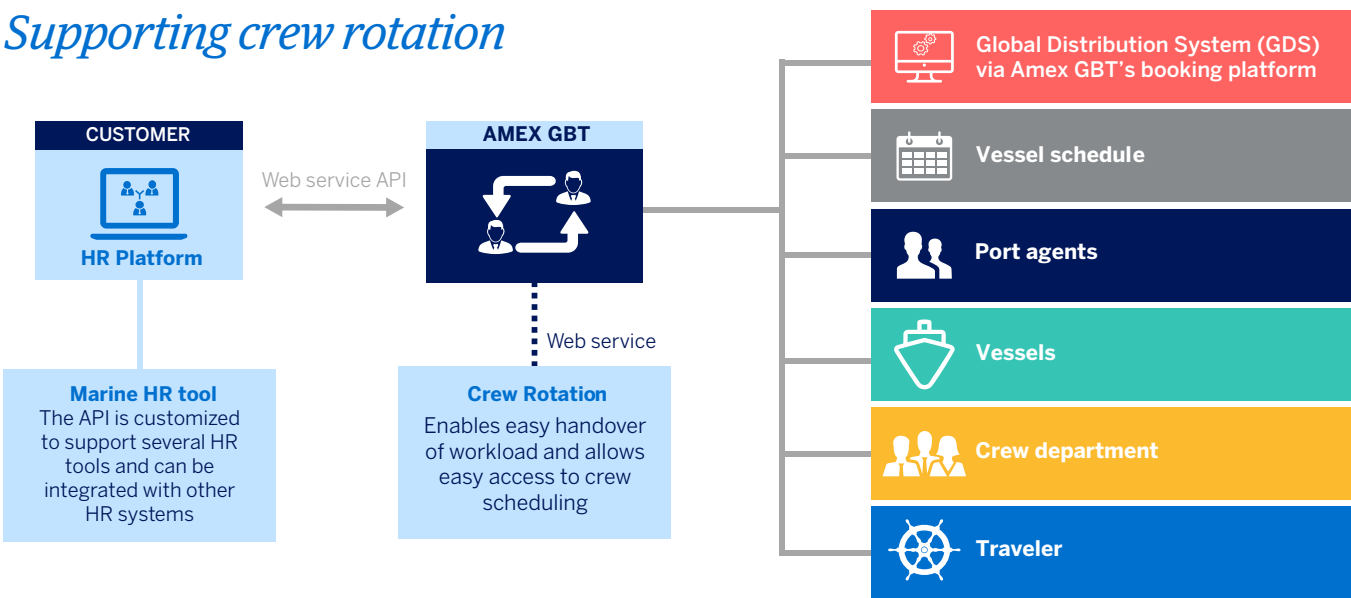 Supporting crew rotation
CUSTOMER
HR Platform
Web service API
AMEX GBT
Web service
Marine HR tool
The API is customized
to support several HR
tools and can be
integrated with other
HR systems
Crew Rotation
Enables easy handover
of workload and allows
easy access to crew
scheduling
Global Distribution System (GDS)
via Amex GBT’s booking platform
Vessel schedule
Port agents
Vessels
Crew department
Traveler